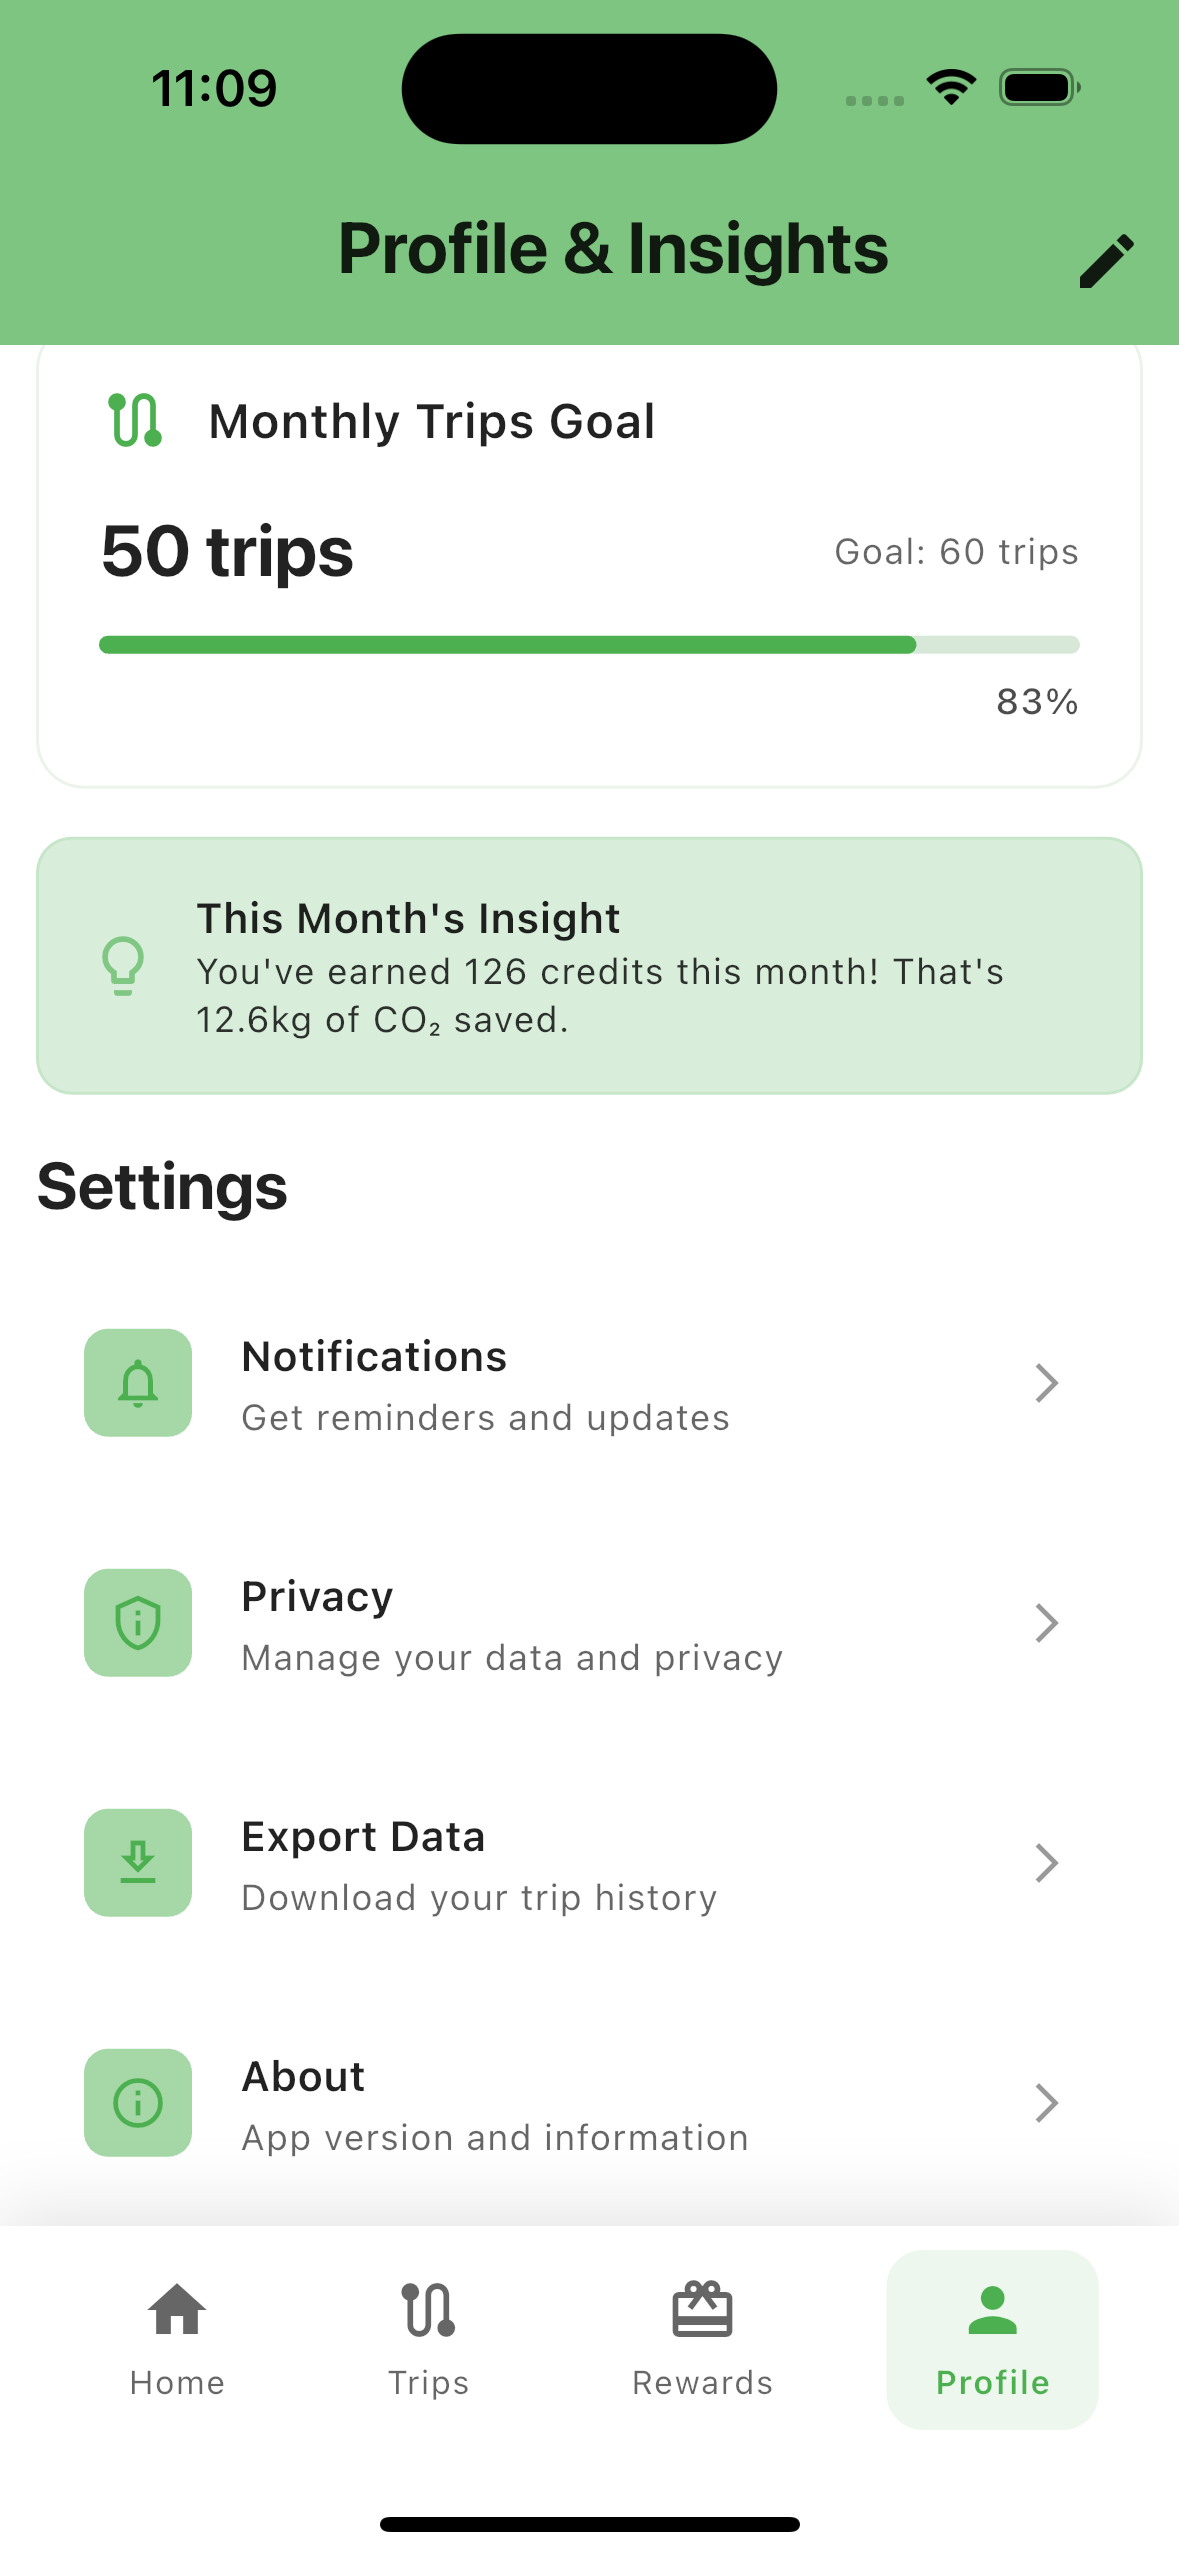 11:09
Profile & Insights
Monthly Trips Goal
50 trips
Goal: 60 trips
83%
This Month's Insight
You've earned 126 credits this month! That's
12.6kg of CO₂ saved.
Settings
Notifications
Get reminders and updates
Privacy
Manage your data and privacy
Export Data
Download your trip history
About
App version and information
Home
Trips
Rewards
Profile